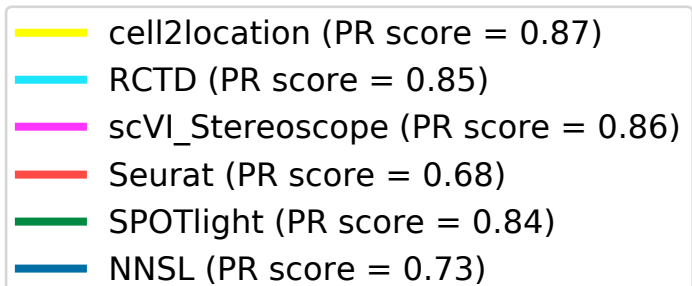 cell2location (PR score = 0.87)
RCTD (PR score = 0.85)
scVI_Stereoscope (PR score = 0.86)
Seurat (PR score = 0.68)
SPOTlight (PR score = 0.84)
NNSL (PR score = 0.73)